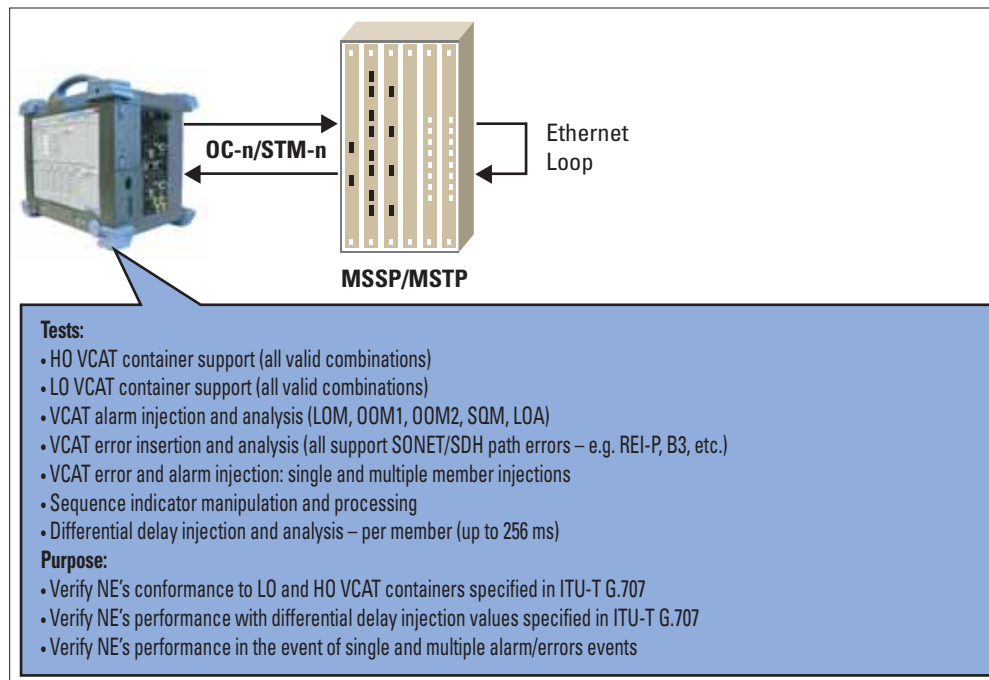 OC-n/STM-n
Ethernet
Loop
MSSP/MSTP
Tests:
• HO VCAT container support (all valid combinations)
• LO VCAT container support (all valid combinations)
• VCAT alarm injection and analysis (LOM, OOM1, OOM2, SQM, LOA)
• VCAT error insertion and analysis (all support SONET/SDH path errors – e.g. REI-P, B3, etc.)
• VCAT error and alarm injection: single and multiple member injections
• Sequence indicator manipulation and processing
• Differential delay injection and analysis – per member (up to 256 ms)
Purpose:
• Verify NE's conformance to LO and HO VCAT containers specified in ITU-T G.707
• Verify NE's performance with differential delay injection values specified in ITU-T G.707
• Verify NE's performance in the event of single and multiple alarm/errors events